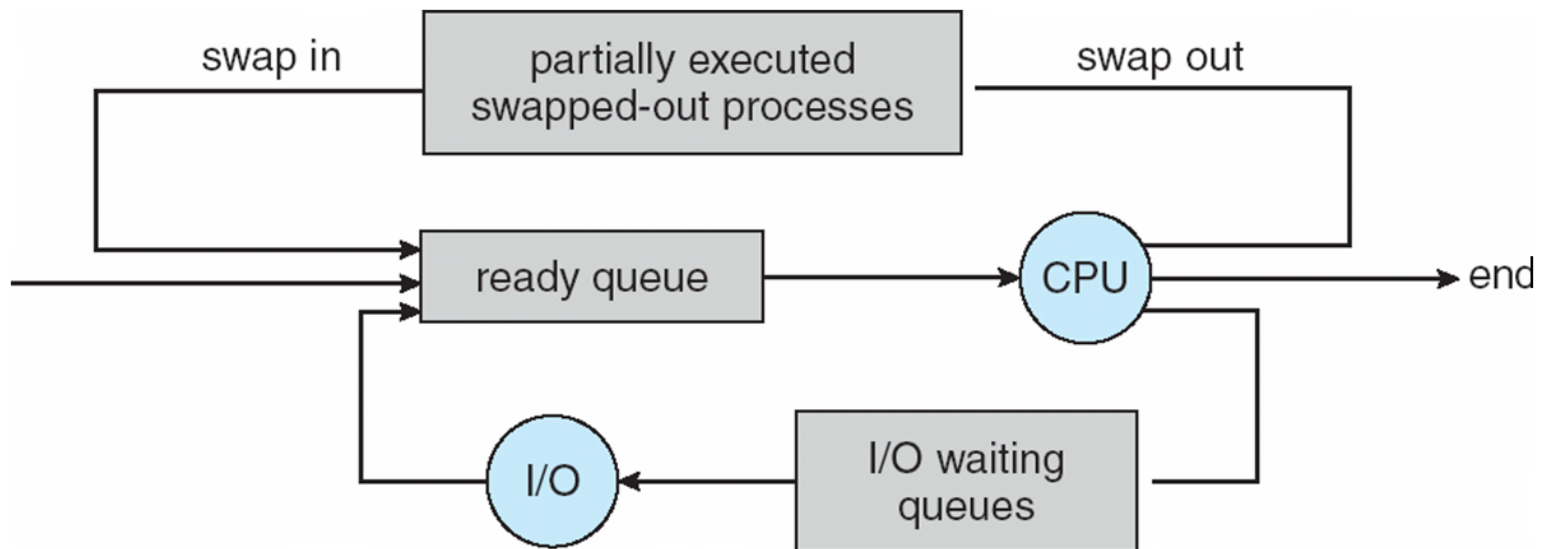 swap in
partially executed
swapped-out processes
swap out
ready queue
CPU
end
I/O
I/O waiting
queues